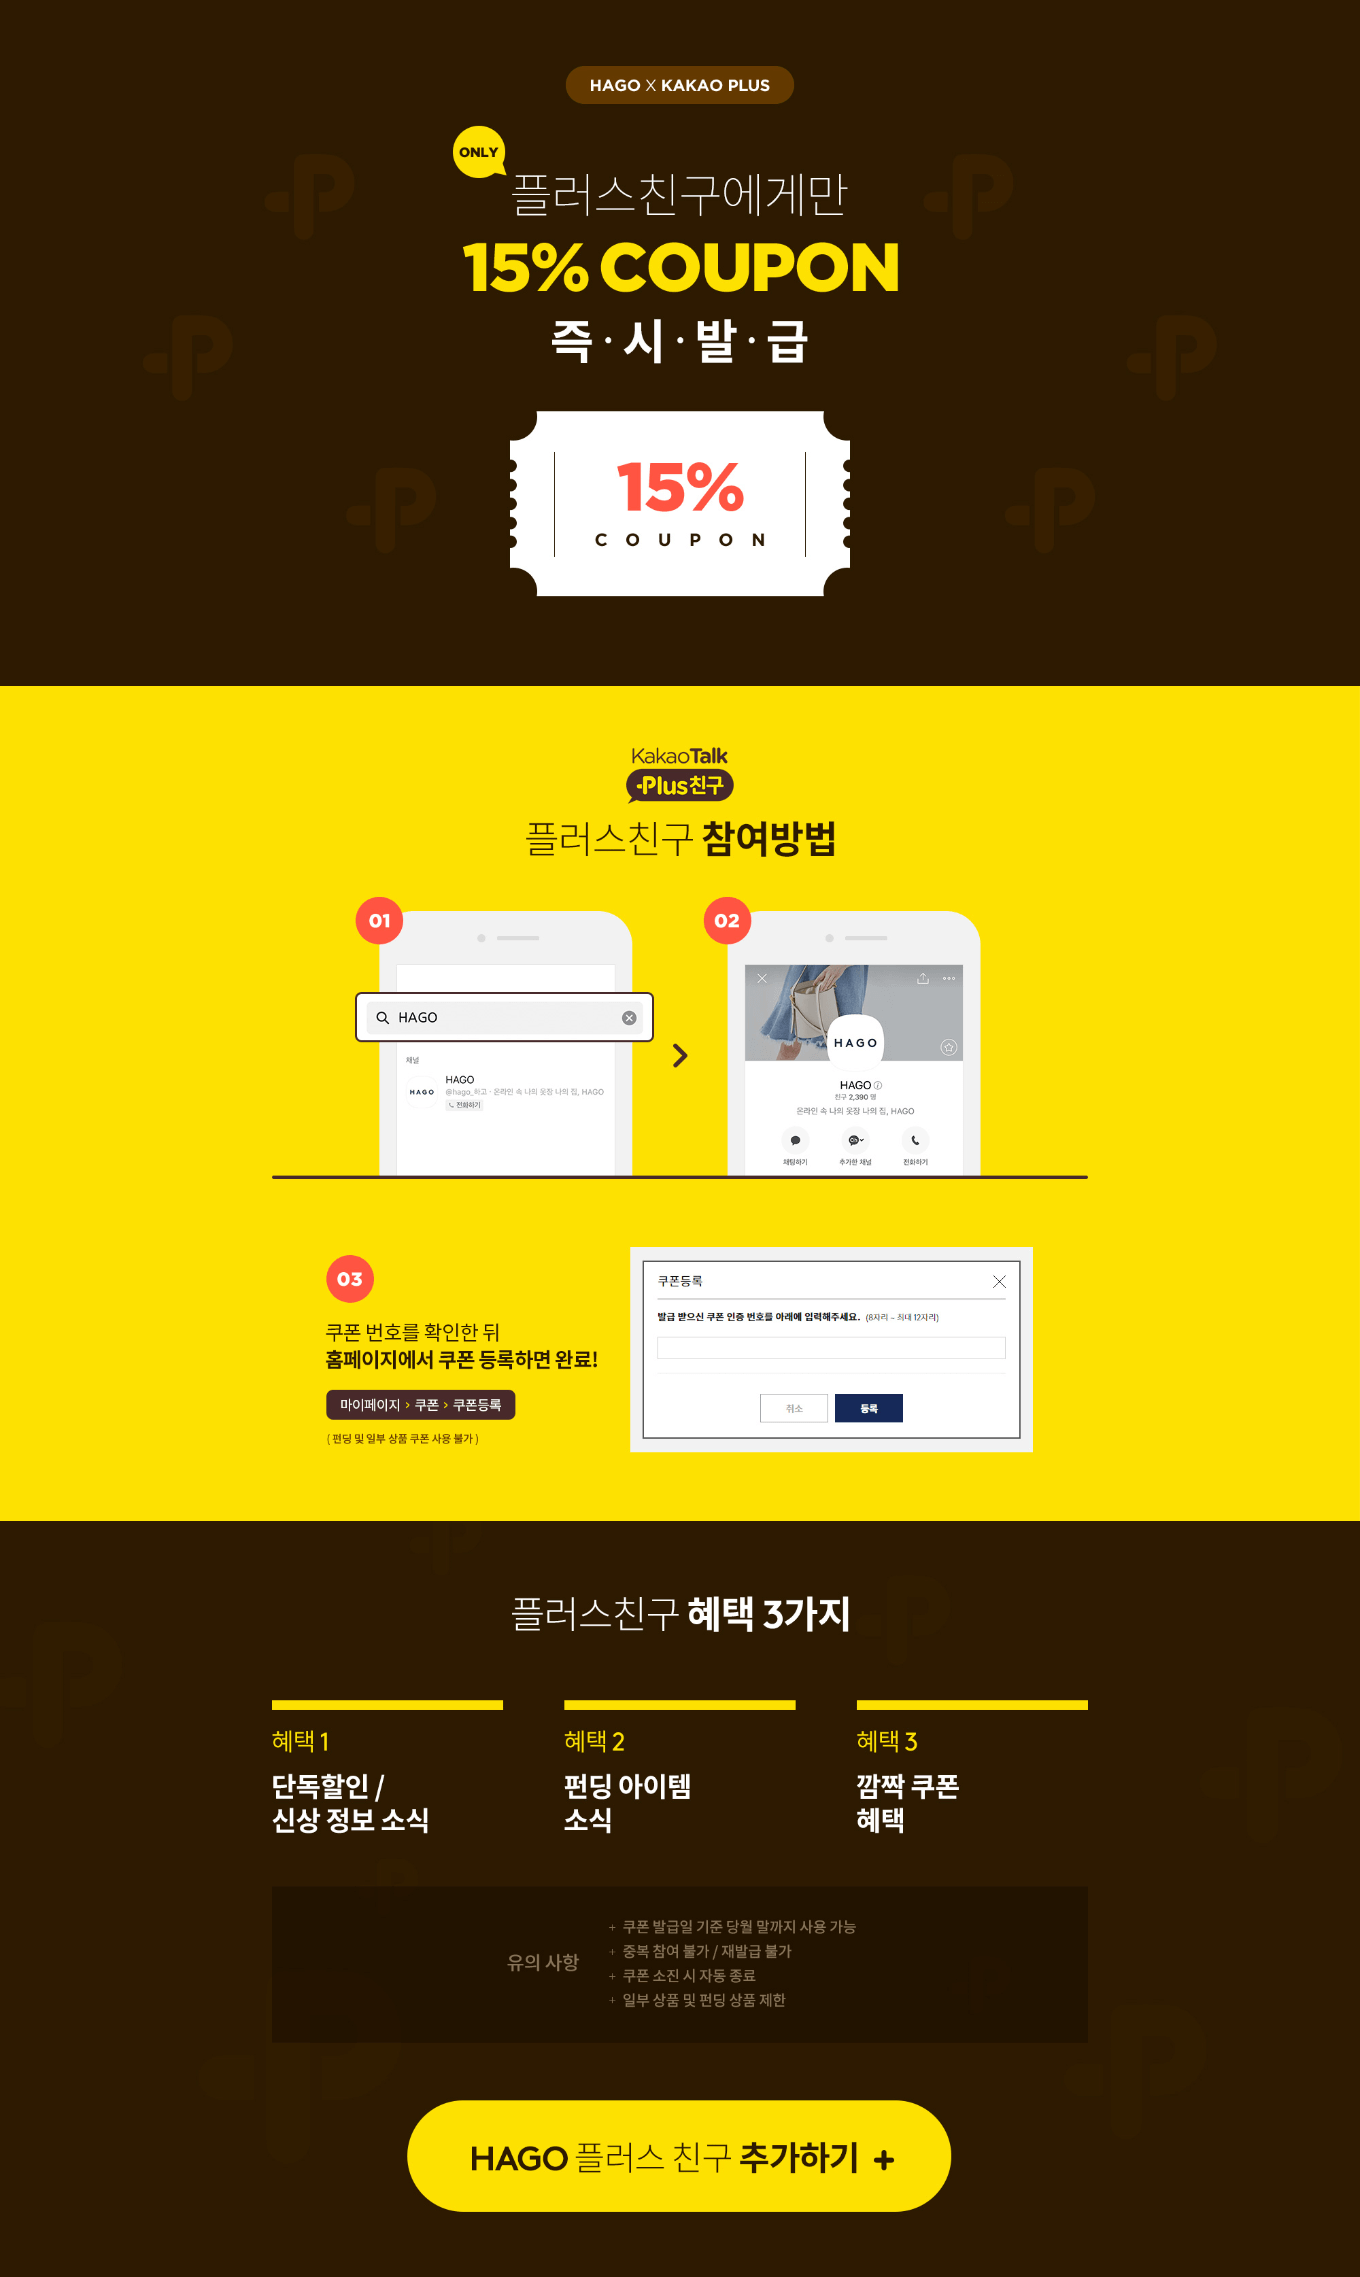 HAGO X KAKAO PLUS
ONLY
플러스친구에게만
15% COUPON
즉·시·발·급
15%
COUPON
KakaoTalk
Plus친구
플러스친구 참여방법
01
HAGO
채널
HAGO
HAGO
@hago_하고 · 온라인 속 나의 옷장 나의 집, HAGO
전화하기
02
HAGO
HAGO
친구 2,390 명
온라인 속 나의 옷장 나의 집, HAGO
채팅하기
추가한 채널
전화하기
03
쿠폰 번호를 확인한 뒤
홈페이지에서 쿠폰 등록하면 완료!
마이페이지 > 쿠폰 > 쿠폰등록
( 펀딩 및 일부 상품 쿠폰 사용 불가 )
쿠폰등록
발급 받으신 쿠폰 인증 번호를 아래에 입력해주세요. (8자리 - 최대 12자리)
취소
등록
플러스친구 혜택 3가지
혜택 1
단독할인 /
신상 정보 소식
혜택 2
펀딩 아이템
소식
혜택 3
깜짝 쿠폰
혜택
유의 사항
+ 쿠폰 발급일 기준 당월 말까지 사용 가능
+ 중복 참여 불가 / 재발급 불가
+ 쿠폰 소진 시 자동 종료
+ 일부 상품 및 펀딩 상품 제한
HAGO 플러스 친구 추가하기 +